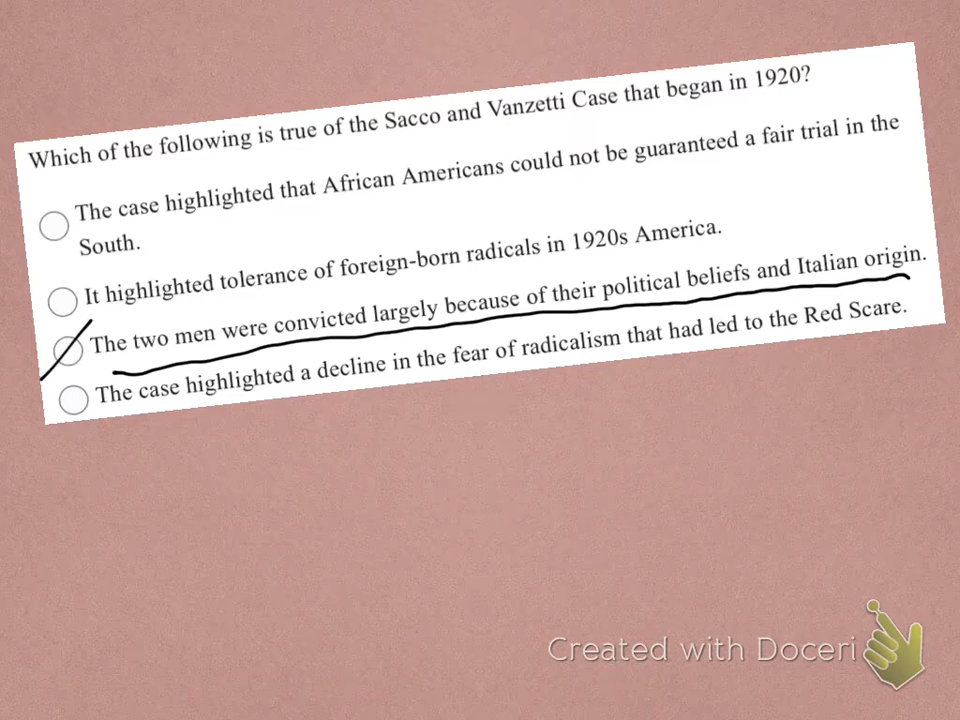 Which of the following is true of the Sacco and Vanzetti Case that began in 1920?
The case highlighted that African Americans could not be guaranteed a fair trial in the
South.
It highlighted tolerance of foreign-born radicals in 1920s America.
The two men were convicted largely because of their political beliefs and Italian origin.
The case highlighted a decline in the fear of radicalism that had led to the Red Scare.
Created with Doceri